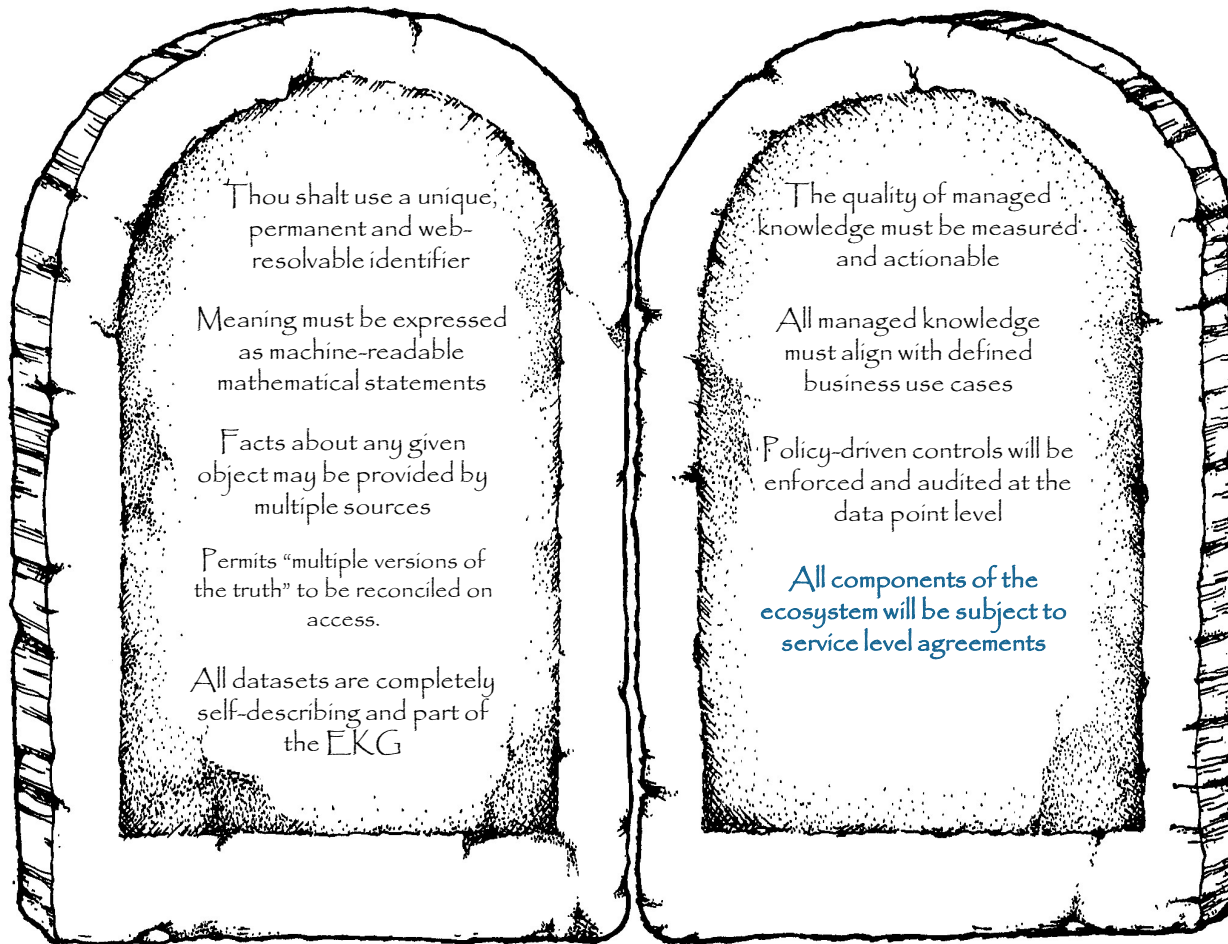 Thou shalt use a unique,
permanent and web-
resolvable identifier
Meaning must be expressed
as machine-readable
mathematical statements
Facts about any given
object may be provided by
multiple sources
Permits “multiple versions of
the truth” to be reconciled on
access.
All datasets are completely
self-describing and part of
the EKG
The quality of managed
knowledge must be measured
and actionable
All managed knowledge
must align with defined
business use cases
Policy-driven controls will be
enforced and audited at the
data point level
All components of the
ecosystem will be subject to
service level agreements